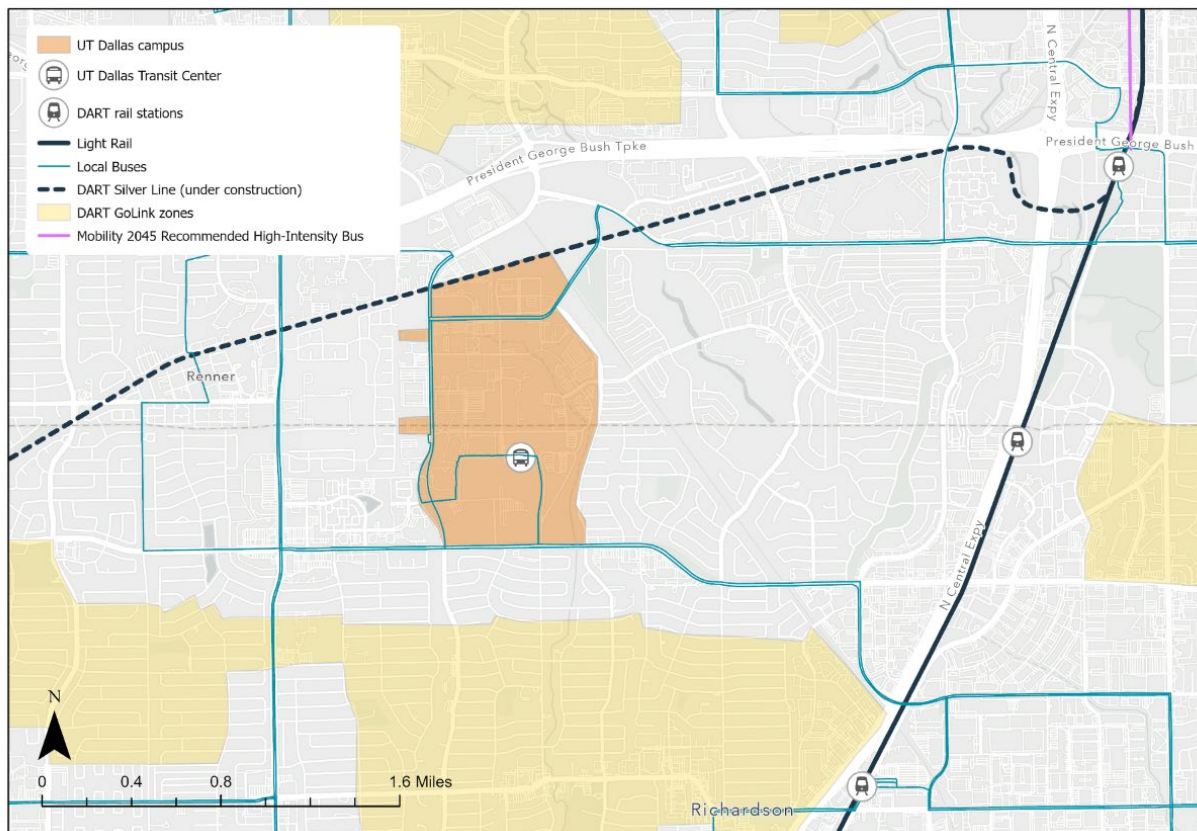 UT Dallas campus
UT Dallas Transit Center
DART rail stations
Light Rail
Local Buses
DART Silver Line (under construction)
DART GoLink zones
Mobility 2045 Recommended High-Intensity Bus
N Central Expy
President George Bush Tpke
President George Bush
Renner
N Central Expy
N
0 0.4 0.8 1.6 Miles
Richardson